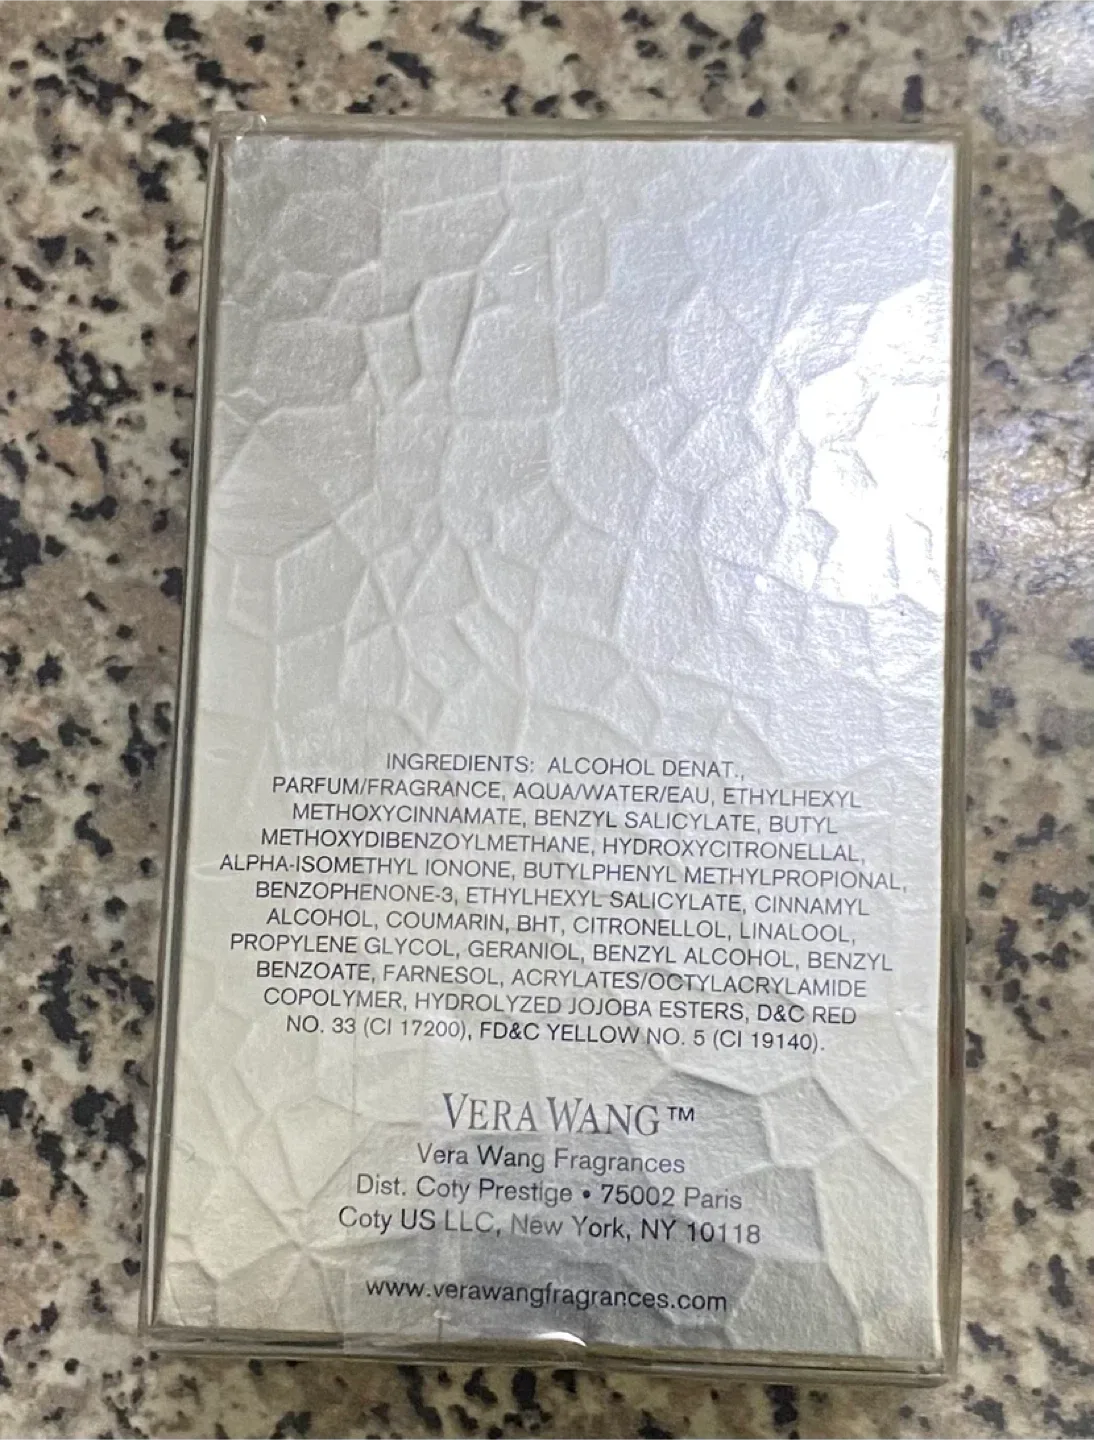 INGREDIENTS: ALCOHOL DENAT.,
PARFUM/FRAGRANCE, AQUA/WATER/EAU, ETHYLHEXYL
METHOXYCINNAMATE, BENZYL SALICYLATE, BUTYL
METHOXYDIBENZOYLMETHANE, HYDROXYCITRONELLAL,
ALPHA-ISOMETHYL IONONE, BUTYLPHENYL METHYLPROPIONAL,
BENZOPHENONE-3, ETHYLHEXYL SALICYLATE, CINNAMYL
ALCOHOL, COUMARIN, BHT, CITRONELLOL, LINALOOL,
PROPYLENE GLYCOL, GERANIOL, BENZYL ALCOHOL, BENZYL
BENZOATE, FARNESOL, ACRYLATES/OCTYLACRYLAMIDE
COPOLYMER, HYDROLYZED JOJOBA ESTERS, D&C RED
NO. 33 (CI 17200), FD&C YELLOW NO. 5 (CI 19140).
VERA WANG™
Vera Wang Fragrances
Dist. Coty Prestige • 75002 Paris
Coty US LLC, New York, NY 10118
www.verawangfragrances.com